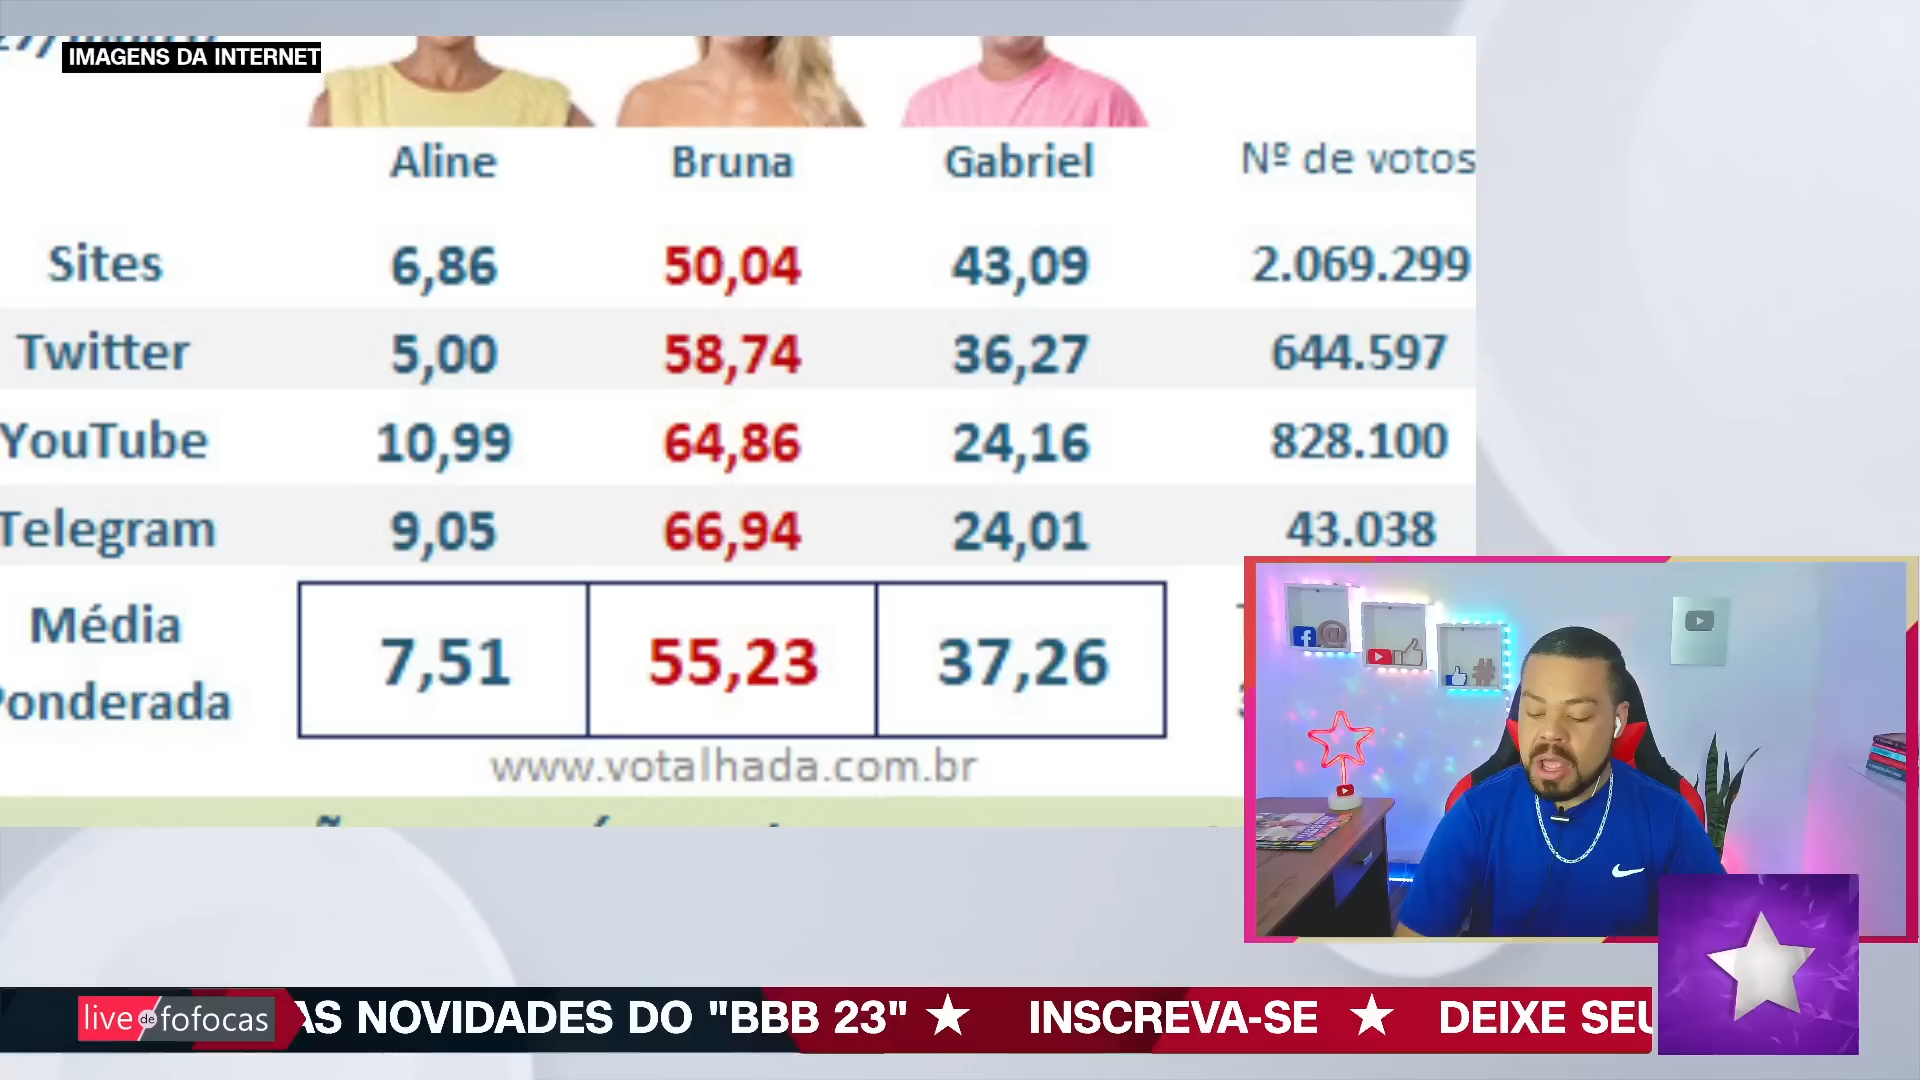 IMAGENS DA INTERNET
Aline Bruna Gabriel Nº de votos
Sites 6,86 50,04 43,09 2.069.299
Twitter 5,00 58,74 36,27 644.597
YouTube 10,99 64,86 24,16 828.100
Telegram 9,05 66,94 24,01 43.038
Média
Ponderada
7,51 55,23 37,26
www.votalhada.com.br
live de fofocas
AS NOVIDADES DO "BBB 23" ★ INSCREVA-SE ★ DEIXE SEU